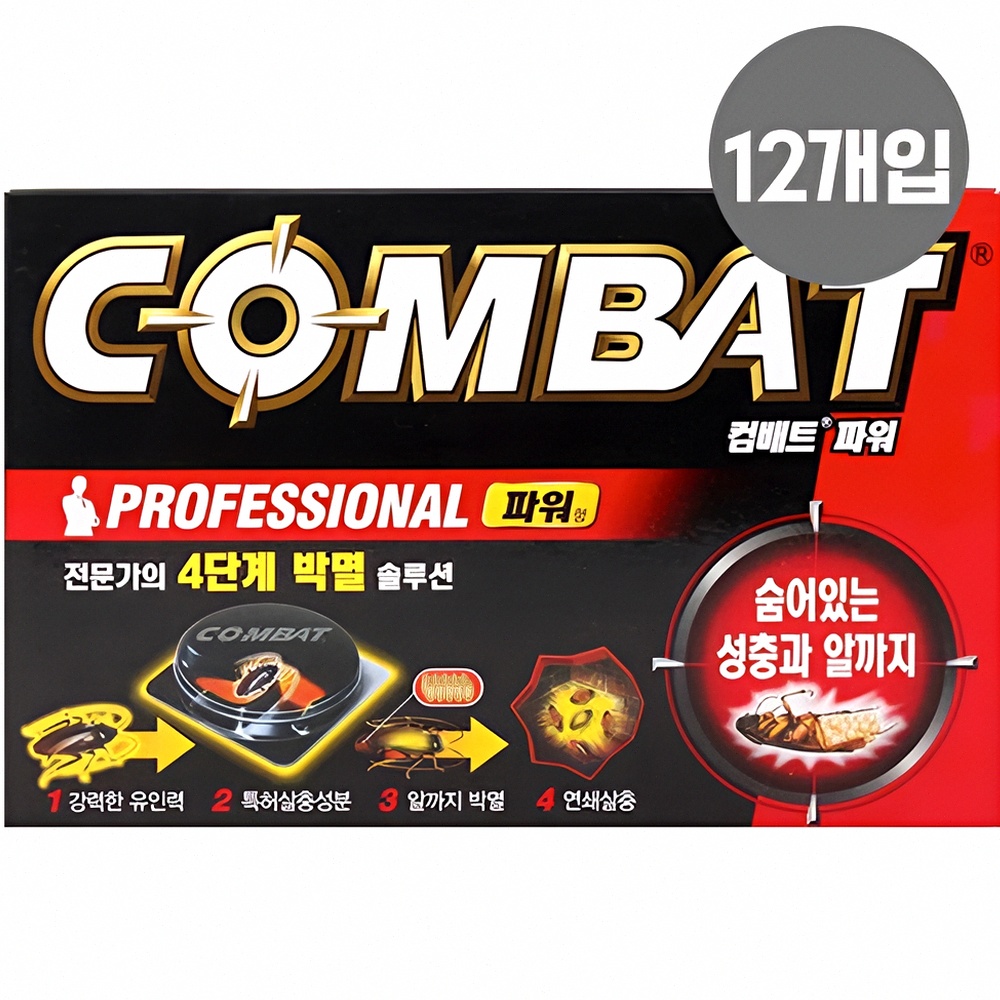 12개입
COMBAT®
컴배트® 파워
PROFESSIONAL 파워
전문가의 4단계 박멸 솔루션
COMBAT
숨어있는
성충과 알까지
1 강력한 유인력
2 특허살충성분
3 알까지 박멸
4 연쇄살충